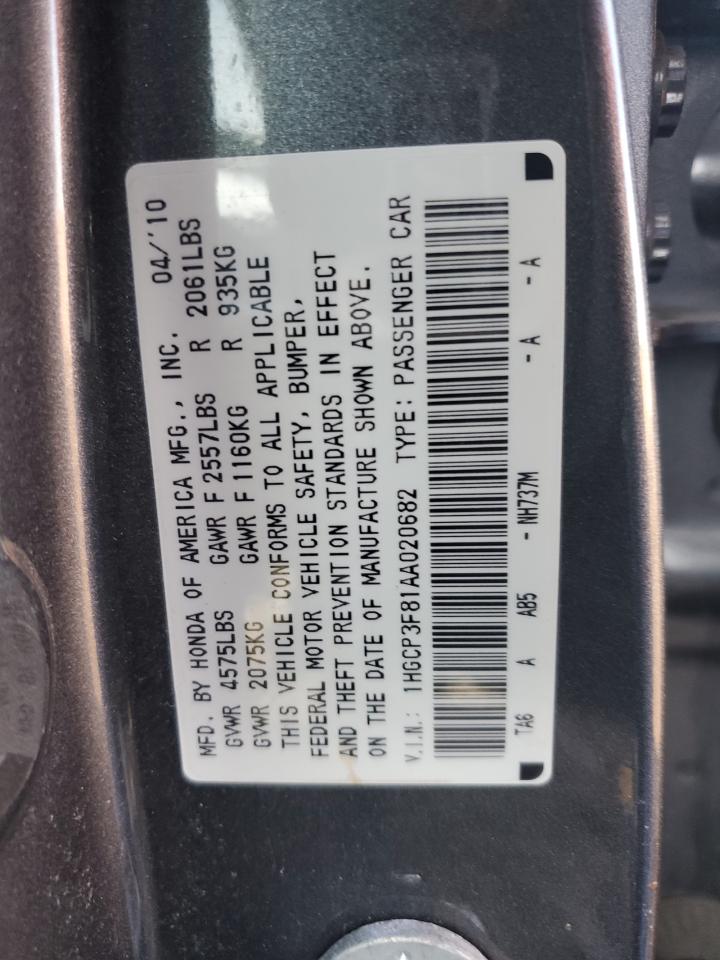 MFD. BY HONDA OF AMERICA MFG., INC. 04/'10
GVWR 4575LBS GAWR F 2557LBS R 2061LBS
GVWR 2075KG GAWR F 1160KG R 935KG
THIS VEHICLE CONFORMS TO ALL APPLICABLE
FEDERAL MOTOR VEHICLE SAFETY, BUMPER,
AND THEFT PREVENTION STANDARDS IN EFFECT
ON THE DATE OF MANUFACTURE SHOWN ABOVE.
V.I.N.: 1HGCP3F81AA020682 TYPE: PASSENGER CAR
TA6 A AB5 - NH737M - A - A